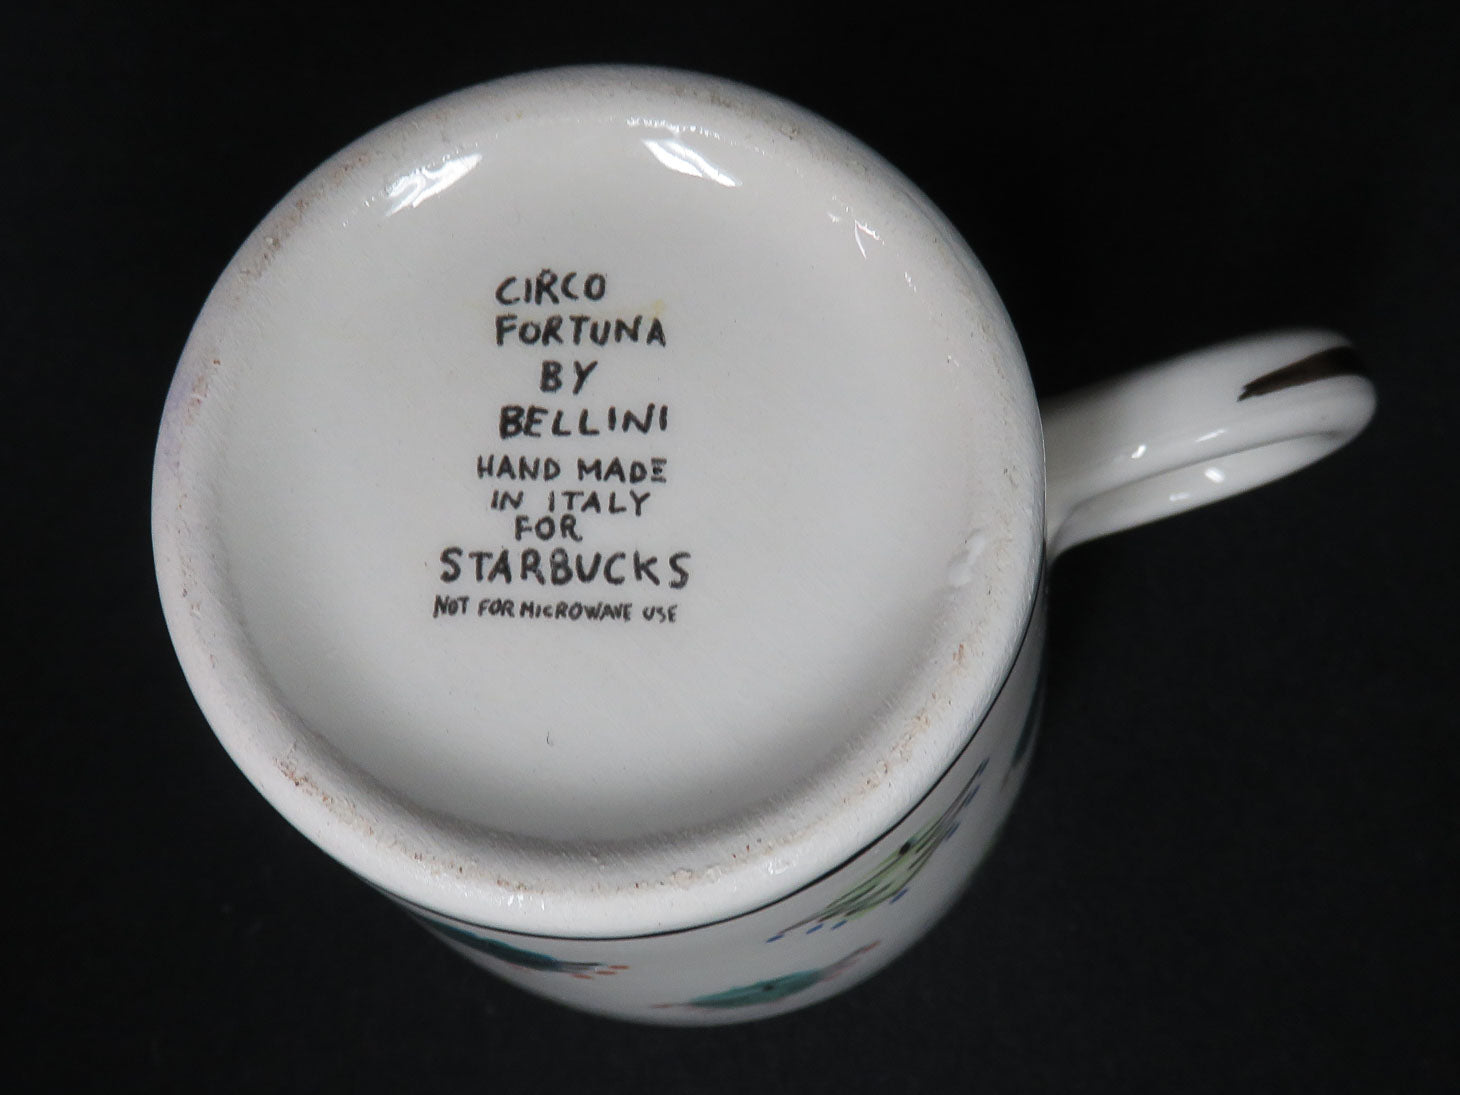 CIRCO
FORTUNA
BY
BELLINI
HAND MADE
IN ITALY
FOR
STARBUCKS
NOT FOR MICROWAVE USE